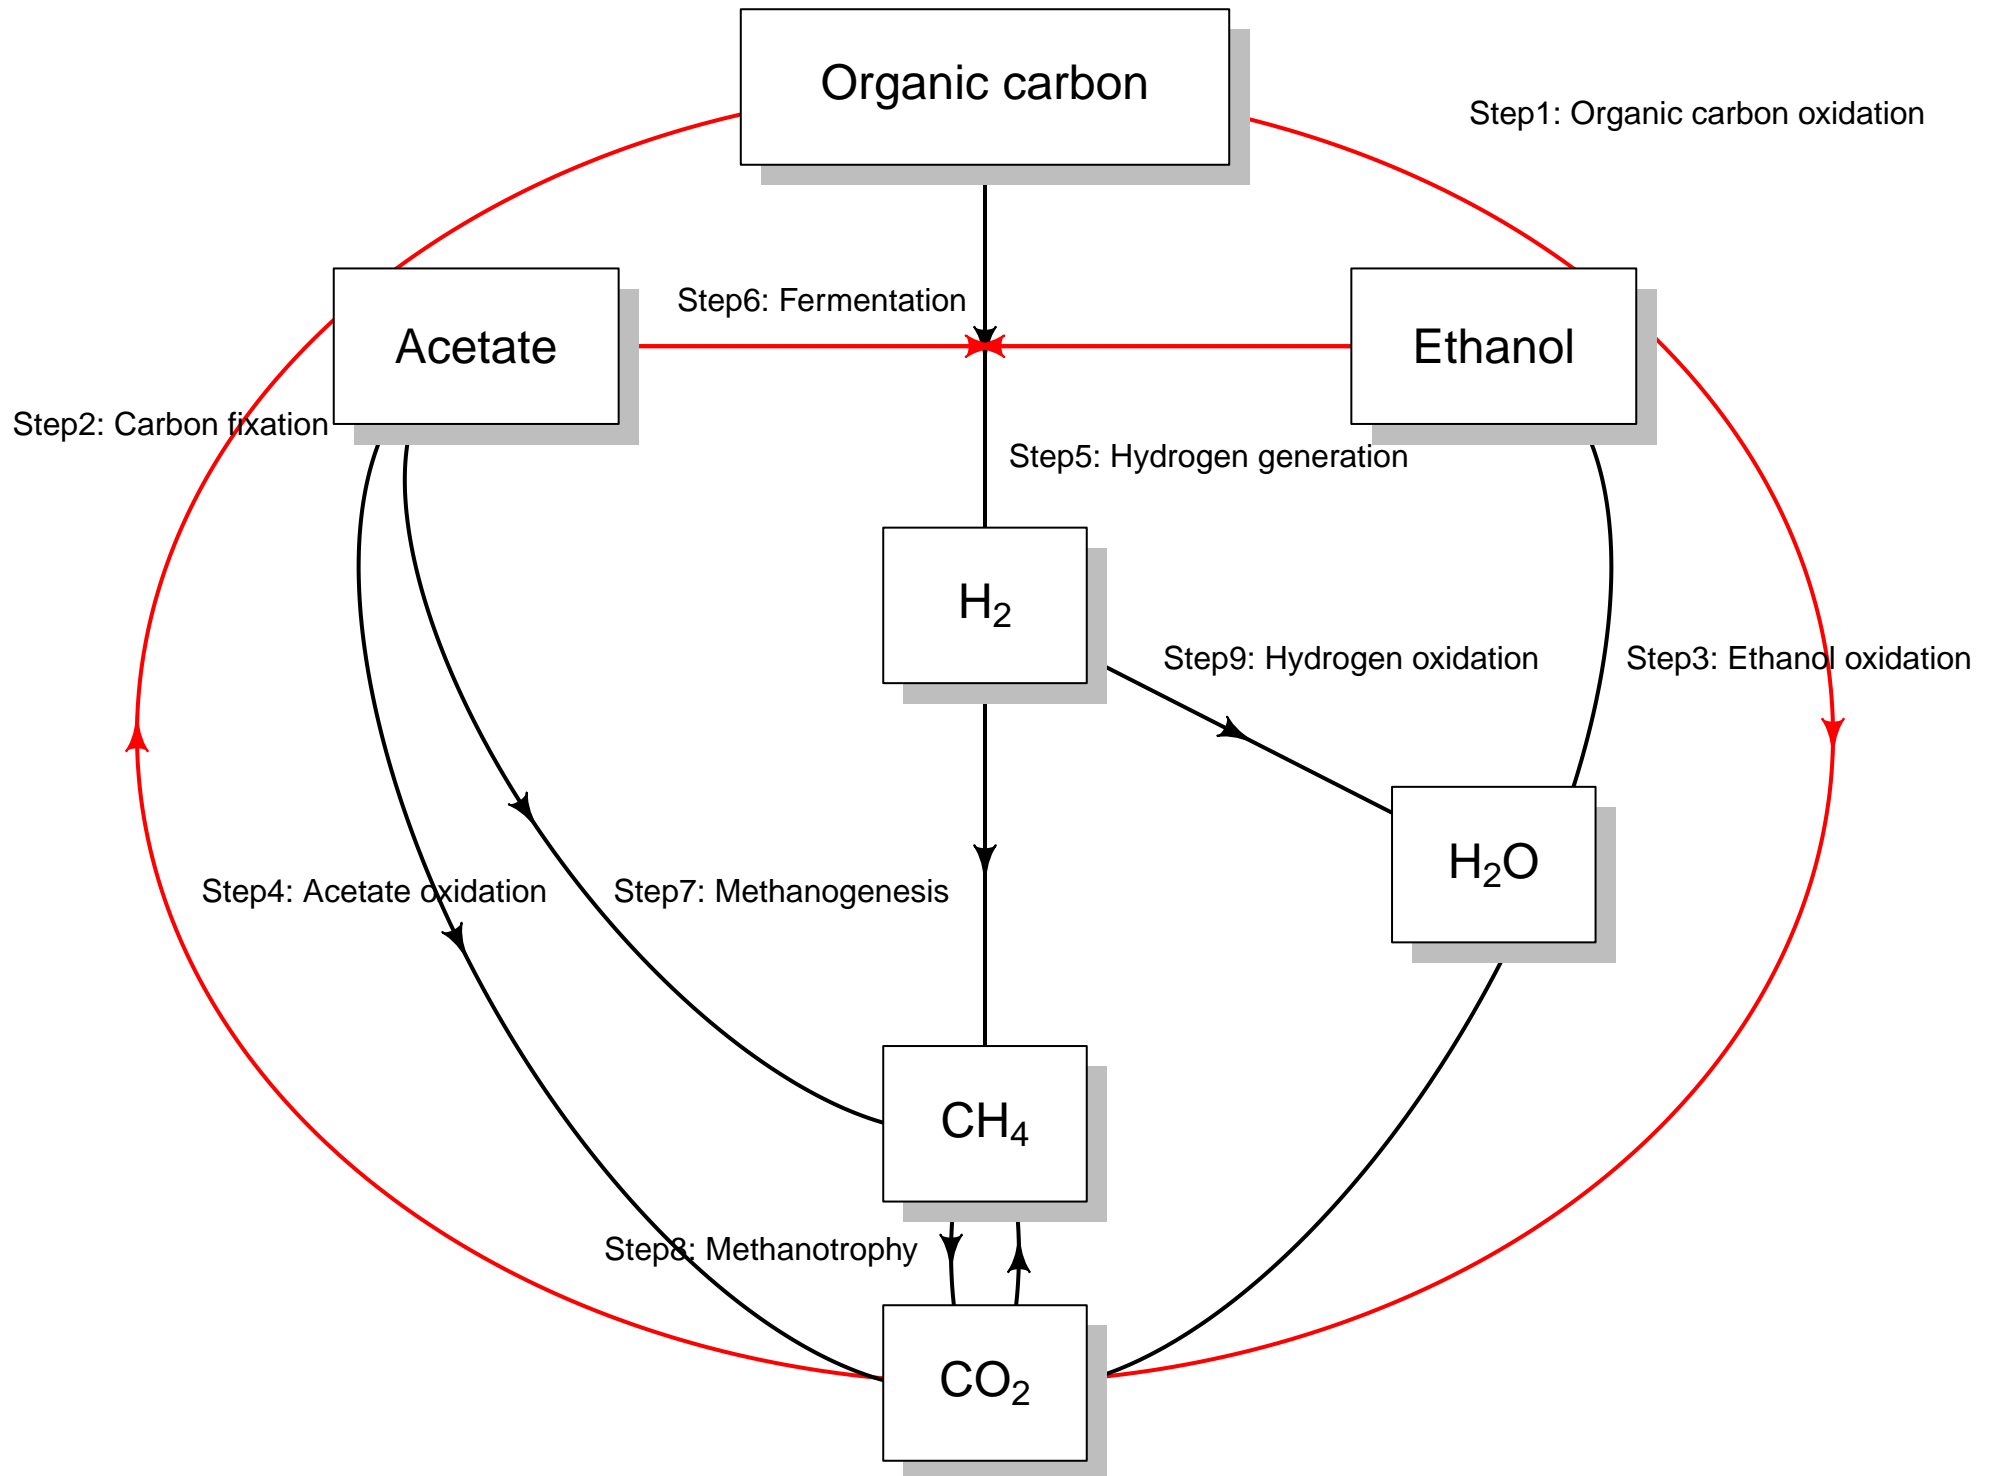 Organic carbon
Step1: Organic carbon oxidation
Step6: Fermentation
Acetate
Ethanol
Step2: Carbon fixation
Step5: Hydrogen generation
H₂
Step9: Hydrogen oxidation
Step3: Ethanol oxidation
H₂O
Step4: Acetate oxidation
Step7: Methanogenesis
CH₄
Step8: Methanotrophy
CO₂